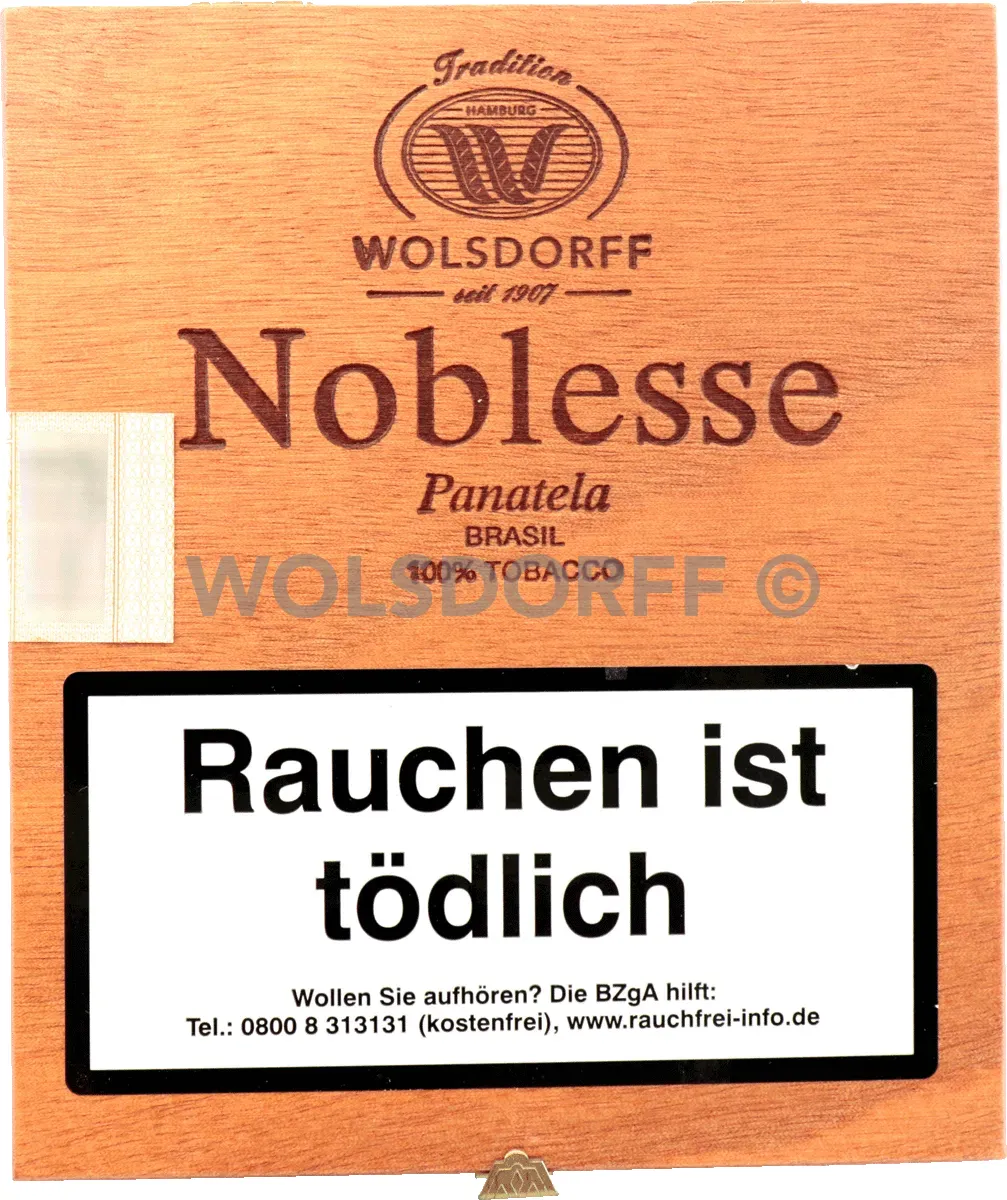 Tradition
HAMBURG
WOLSDORFF
seit 1907
Noblesse
Panatela
BRASIL
100% TOBACCO
WOLSDORFF ©
Rauchen ist
tödlich
Wollen Sie aufhören? Die BZgA hilft:
Tel.: 0800 8 313131 (kostenfrei), www.rauchfrei-info.de